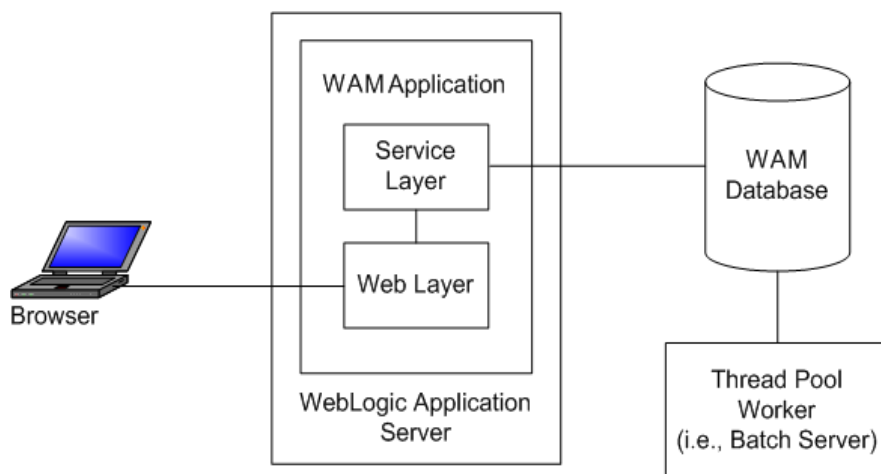 WAM Application
Service
Layer
Web Layer
WebLogic Application
Server
Browser
WAM
Database
Thread Pool
Worker
(i.e., Batch Server)